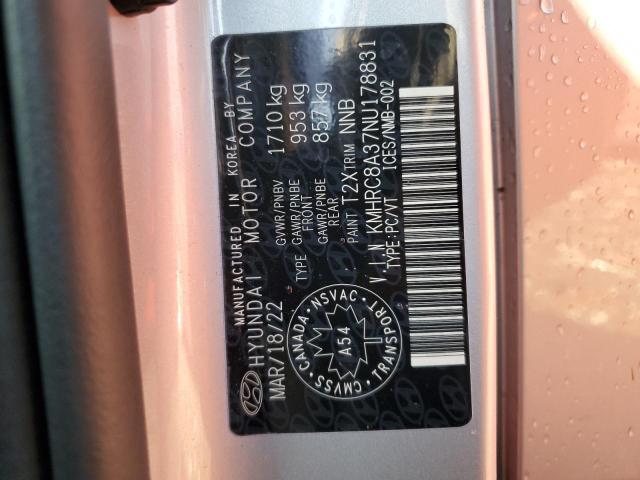 MANUFACTURED IN KOREA BY
HYUNDAI MOTOR COMPANY
MAR/18/22
GVWR/PNBV 1710 kg
TYPE GAWR/PNBE FRONT 953 kg
GAWR/PNBE REAR 857 kg
PAINT T2X TRIM NNB
V.I.N KMHRC8A37NU178831
TYPE:PC/VT ICES/NMB-002
CANADA · NSVAC · TRANSPORT · CMVSS
A54